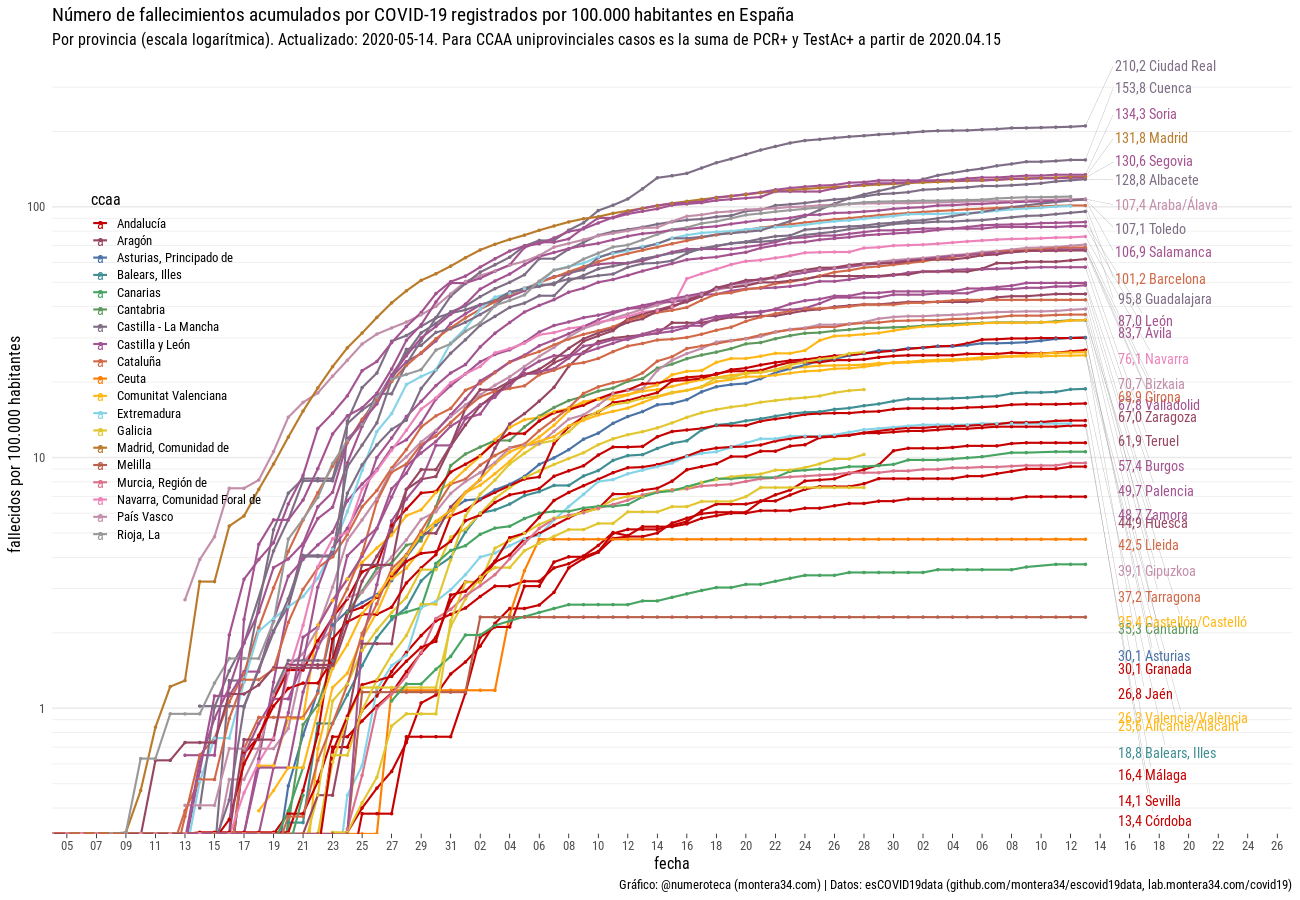 Número de fallecimientos acumulados por COVID-19 registrados por 100.000 habitantes en España
Por provincia (escala logarítmica). Actualizado: 2020-05-14. Para CCAA uniprovinciales casos es la suma de PCR+ y TestAc+ a partir de 2020.04.15
fallecidos por 100.000 habitantes
100
10
1
ccaa
Andalucía
Aragón
Asturias, Principado de
Balears, Illes
Canarias
Cantabria
Castilla - La Mancha
Castilla y León
Cataluña
Ceuta
Comunitat Valenciana
Extremadura
Galicia
Madrid, Comunidad de
Melilla
Murcia, Región de
Navarra, Comunidad Foral de
País Vasco
Rioja, La
210,2 Ciudad Real
153,8 Cuenca
134,3 Soria
131,8 Madrid
130,6 Segovia
128,8 Albacete
107,4 Araba/Álava
107,1 Toledo
106,9 Salamanca
101,2 Barcelona
95,8 Guadalajara
87,0 León
83,7 Ávila
76,1 Navarra
70,7 Bizkaia
68,9 Girona
67,8 Valladolid
67,0 Zaragoza
61,9 Teruel
57,4 Burgos
49,7 Palencia
48,7 Zamora
44,9 Huesca
42,5 Lleida
39,1 Gipuzkoa
37,2 Tarragona
35,4 Castellón/Castelló
35,3 Cantabria
30,1 Asturias
30,1 Granada
26,8 Jaén
26,3 Valencia/València
25,6 Alicante/Alacant
18,8 Balears, Illes
16,4 Málaga
14,1 Sevilla
13,4 Córdoba
05 07 09 11 13 15 17 19 21 23 25 27 29 31 02 04 06 08 10 12 14 16 18 20 22 24 26 28 30 02 04 06 08 10 12 14 16 18 20 22 24 26
fecha
Gráfico: @numeroteca (montera34.com) | Datos: esCOVID19data (github.com/montera34/escovid19data, lab.montera34.com/covid19)